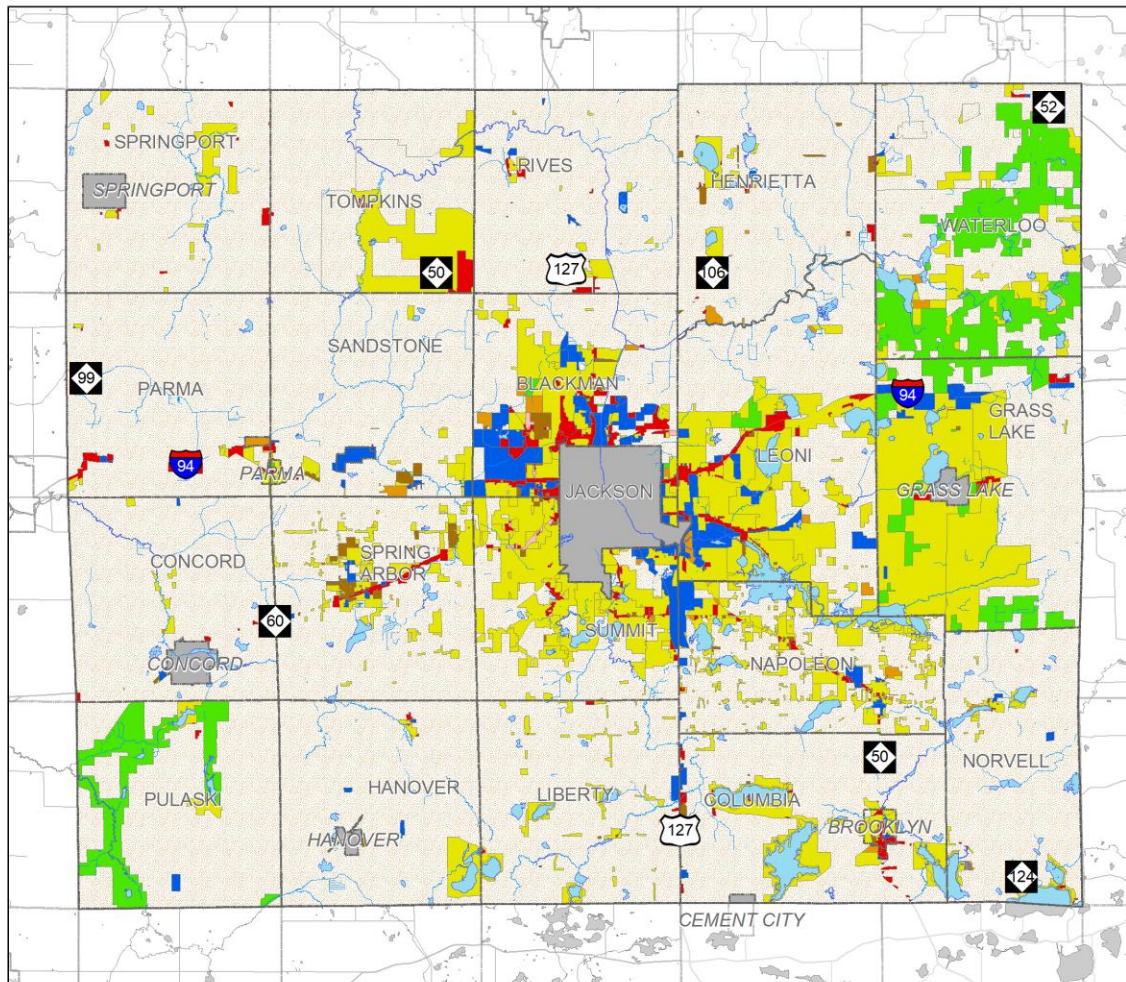 52
SPRINGPORT
RIVES
SPRINGPORT
HENRIETTA
TOMPKINS
WATERLOO
50
127
106
SANDSTONE
99
PARMA
BLACKMAN
94
GRASS
LAKE
LEONI
94
PARMA
JACKSON
GRASS LAKE
CONCORD
SPRING
ARBOR
60
SUMMIT
CONCORD
NAPOLEON
50
NORVELL
HANOVER
LIBERTY
PULASKI
COLUMBIA
HANOVER
127
BROOKLYN
124
CEMENT CITY